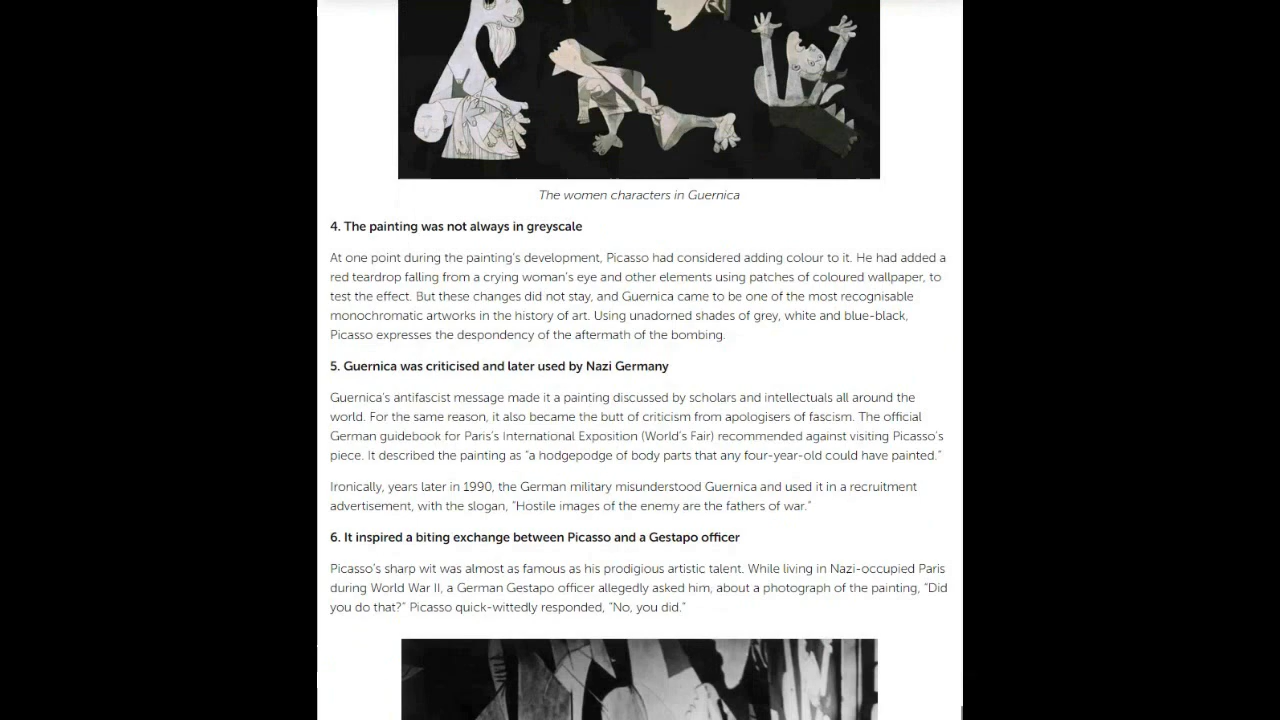 The women characters in Guernica
4. The painting was not always in greyscale
At one point during the painting's development, Picasso had considered adding colour to it. He had added a
red teardrop falling from a crying woman's eye and other elements using patches of coloured wallpaper, to
test the effect. But these changes did not stay, and Guernica came to be one of the most recognisable
monochromatic artworks in the history of art. Using unadorned shades of grey, white and blue-black,
Picasso expresses the despondency of the aftermath of the bombing.
5. Guernica was criticised and later used by Nazi Germany
Guernica's antifascist message made it a painting discussed by scholars and intellectuals all around the
world. For the same reason, it also became the butt of criticism from apologisers of fascism. The official
German guidebook for Paris's International Exposition (World's Fair) recommended against visiting Picasso's
piece. It described the painting as "a hodgepodge of body parts that any four-year-old could have painted."
Ironically, years later in 1990, the German military misunderstood Guernica and used it in a recruitment
advertisement, with the slogan, "Hostile images of the enemy are the fathers of war."
6. It inspired a biting exchange between Picasso and a Gestapo officer
Picasso's sharp wit was almost as famous as his prodigious artistic talent. While living in Nazi-occupied Paris
during World War II, a German Gestapo officer allegedly asked him, about a photograph of the painting, "Did
you do that?" Picasso quick-wittedly responded, "No, you did."